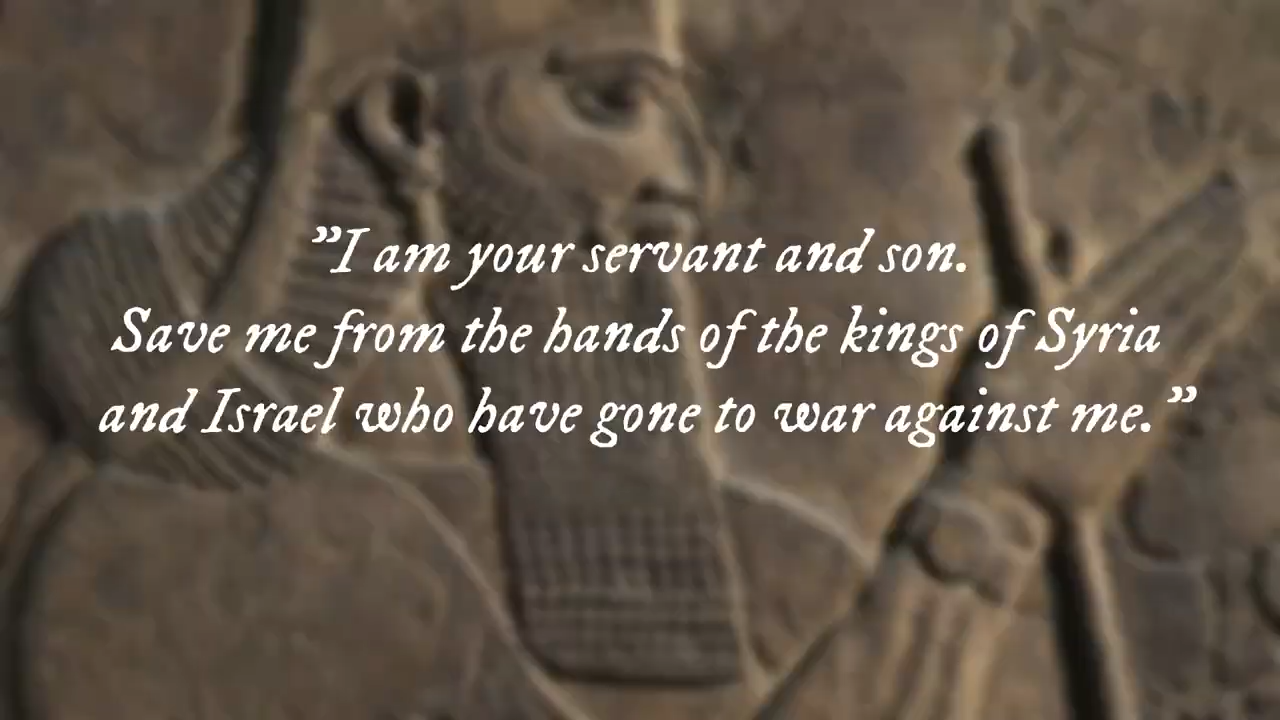 "I am your servant and son.
Save me from the hands of the kings of Syria
and Israel who have gone to war against me."